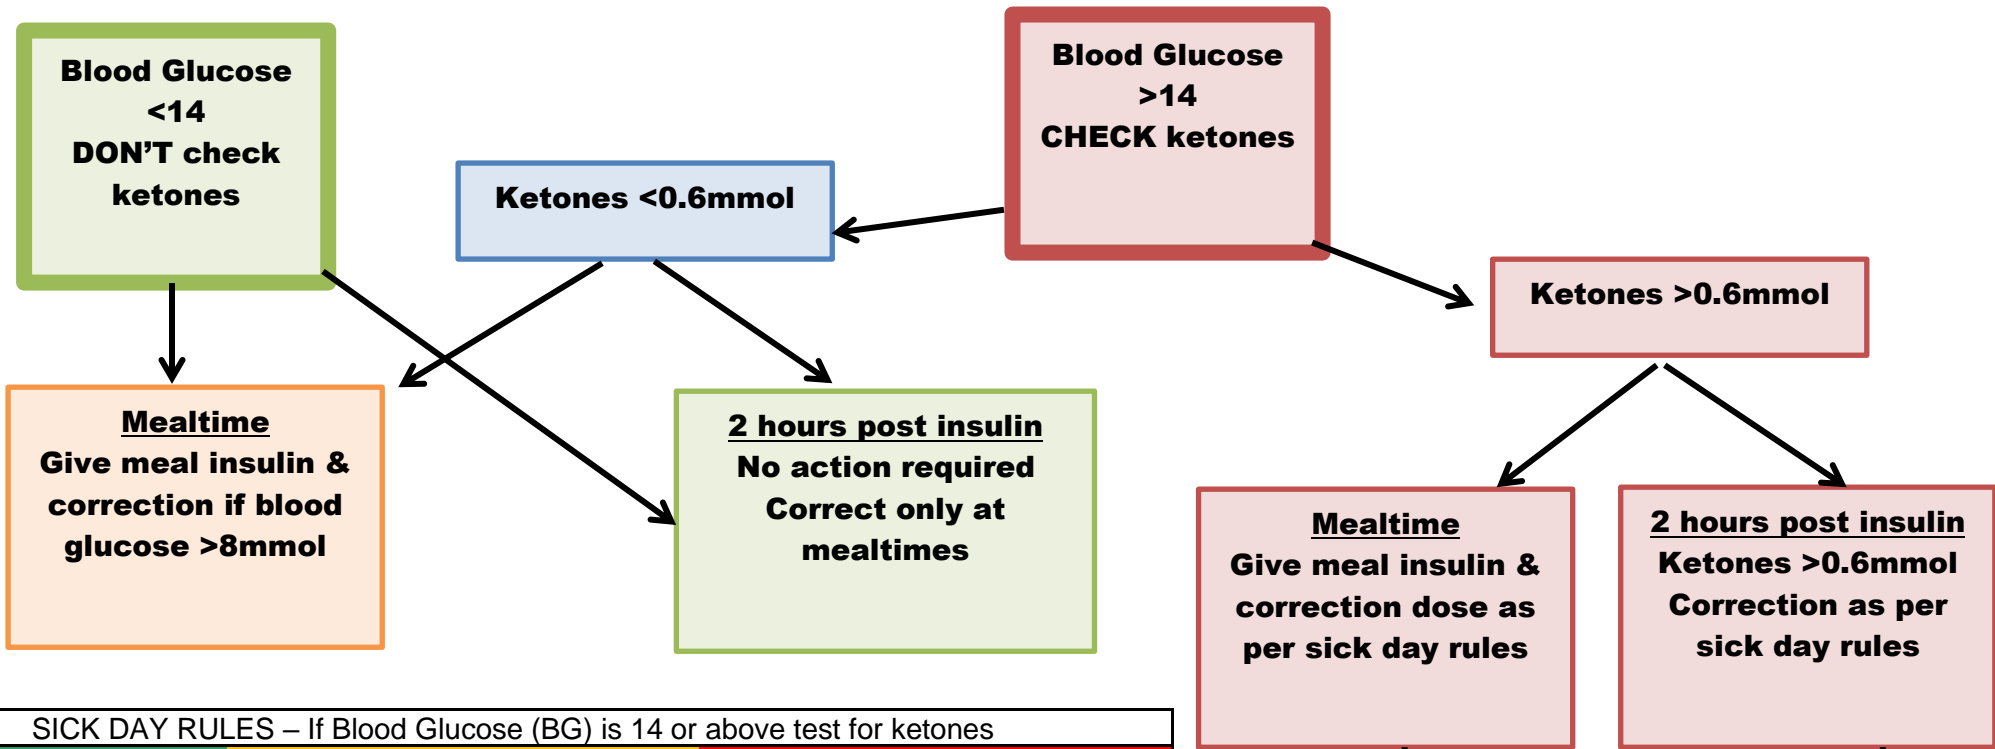 Blood Glucose
<14
DON’T check
ketones
Blood Glucose
>14
CHECK ketones
Ketones <0.6mmol
Ketones >0.6mmol
Mealtime
Give meal insulin &
correction if blood
glucose >8mmol
2 hours post insulin
No action required
Correct only at
mealtimes
Mealtime
Give meal insulin &
correction dose as
per sick day rules
2 hours post insulin
Ketones >0.6mmol
Correction as per
sick day rules
SICK DAY RULES – If Blood Glucose (BG) is 14 or above test for ketones